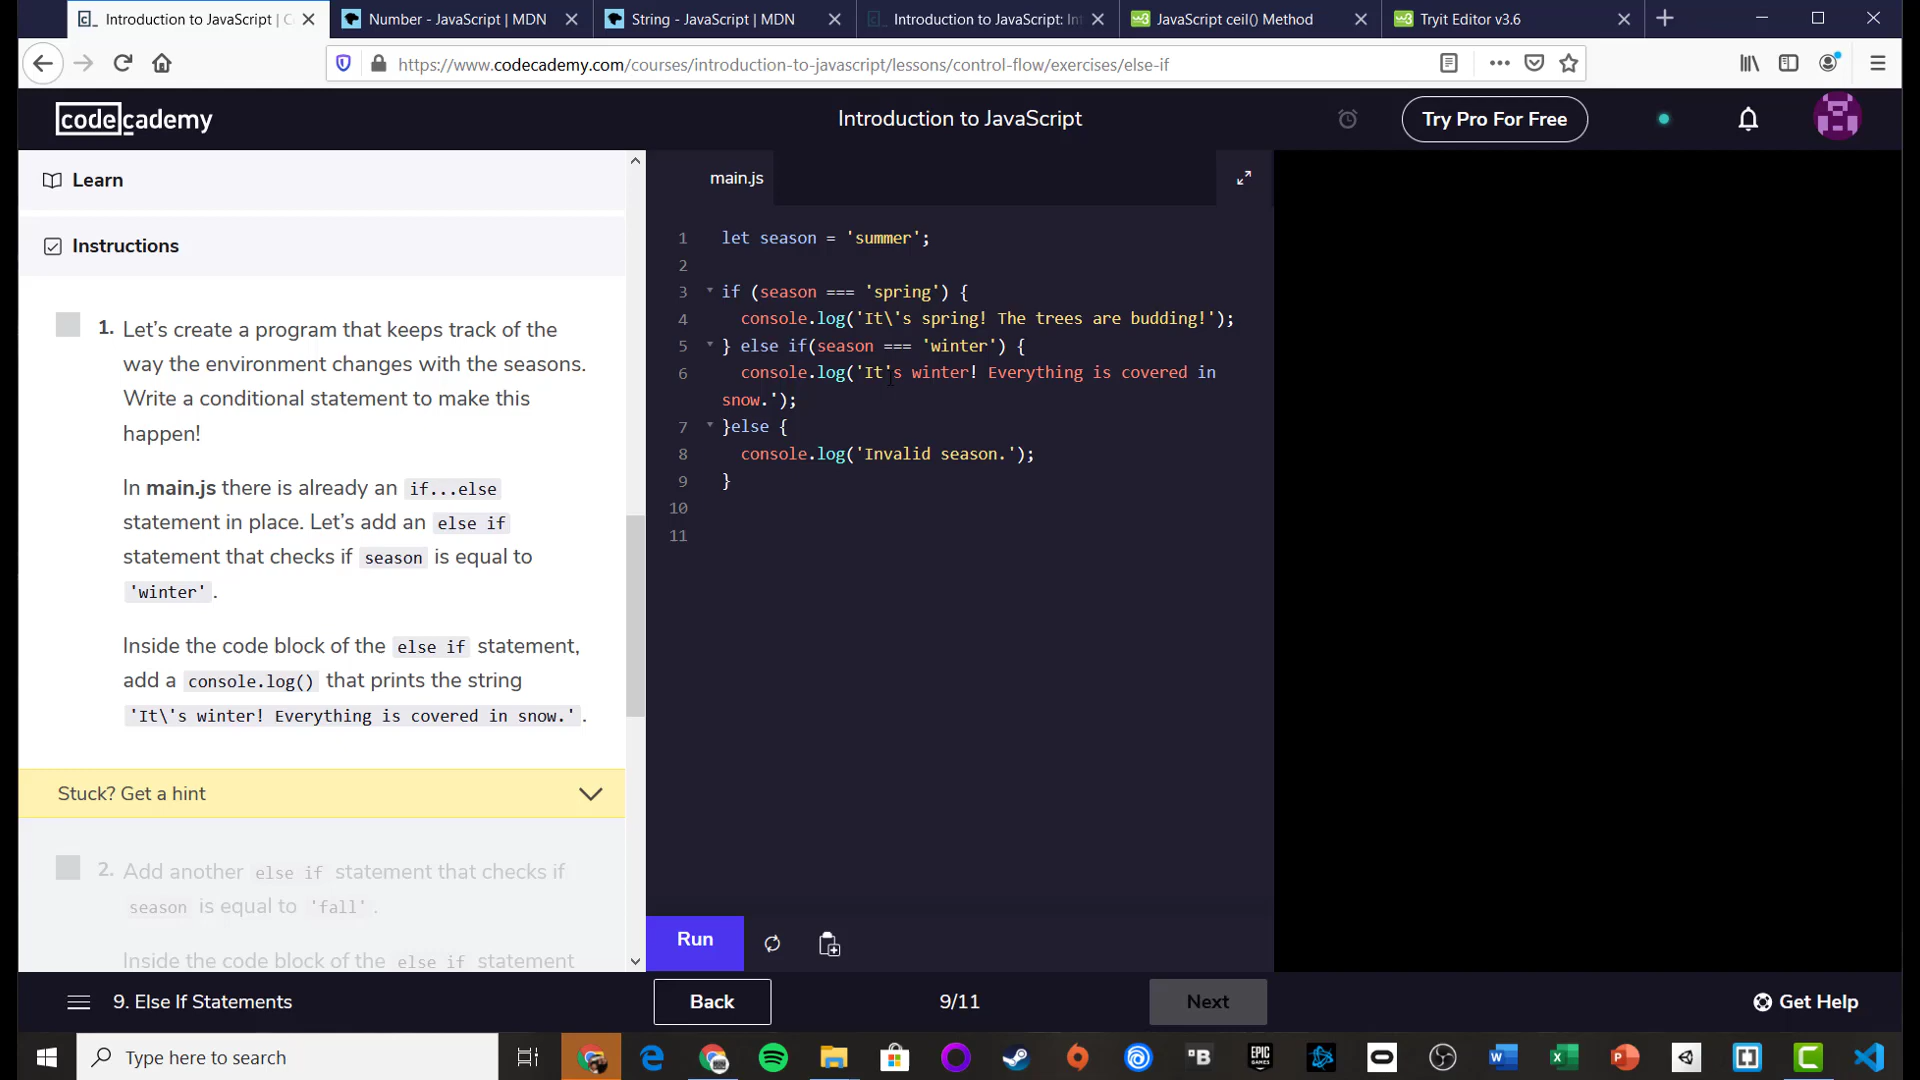 Introduction to JavaScript | C
Number - JavaScript | MDN
String - JavaScript | MDN
Introduction to JavaScript: Int
JavaScript ceil() Method
Tryit Editor v3.6
https://www.codecademy.com/courses/introduction-to-javascript/lessons/control-flow/exercises/else-if
codecademy
Introduction to JavaScript
Try Pro For Free
Learn
Instructions
1. Let's create a program that keeps track of the
way the environment changes with the seasons.
Write a conditional statement to make this
happen!
In main.js there is already an if...else
statement in place. Let's add an else if
statement that checks if season is equal to
'winter'.
Inside the code block of the else if statement,
add a console.log() that prints the string
'It\'s winter! Everything is covered in snow.'.
Stuck? Get a hint
2. Add another else if statement that checks if
season is equal to 'fall'.
Inside the code block of the else if statement
main.js
1 let season = 'summer';
2
3 if (season === 'spring') {
4 console.log('It\'s spring! The trees are budding!');
5 } else if(season === 'winter') {
6 console.log('It's winter! Everything is covered in
snow.');
7 }else {
8 console.log('Invalid season.');
9 }
10
11
Run
9. Else If Statements
Back
9/11
Next
Get Help
Type here to search